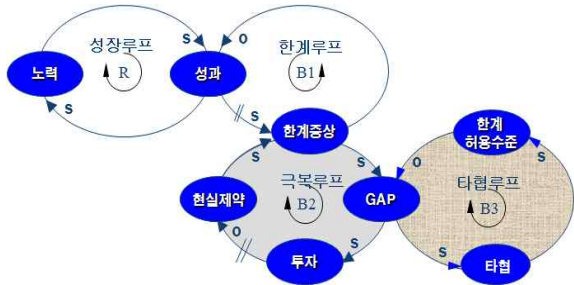 성장루프
R
S
노력
S
성과
O
한계루프
B1
//
S
한계증상
S
S
현실제약
극복루프
B2
GAP
O
한계
허용수준
S
타협루프
B3
O
//
투자
S
S
타협